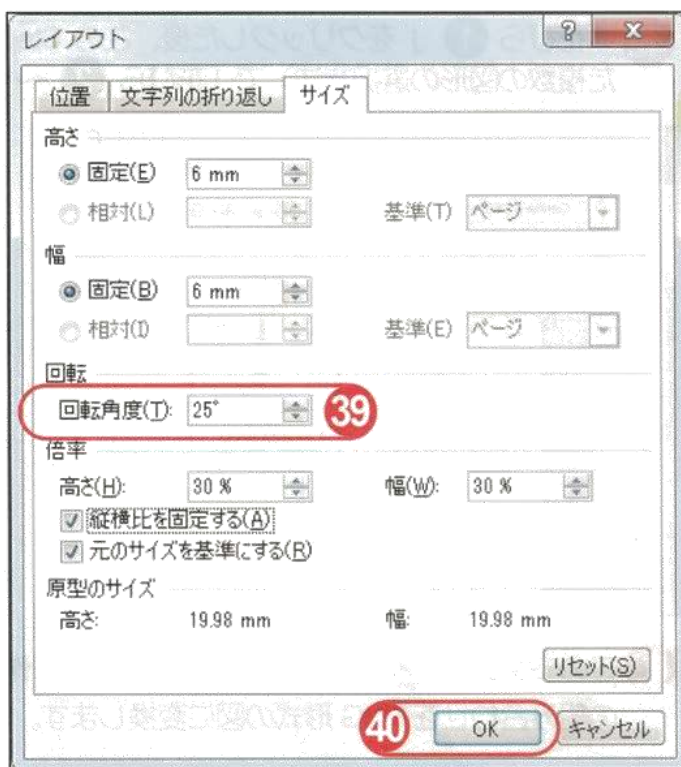 レイアウト
位置 文字列の折り返し サイズ
高さ
固定(E) 6 mm
相対(L) 基準(T) ページ
幅
固定(B) 6 mm
相対(I) 基準(E) ページ
回転
回転角度(T): 25° 39
倍率
高さ(H): 30 % 幅(W): 30 %
縦横比を固定する(A)
元のサイズを基準にする(R)
原型のサイズ
高さ: 19.98 mm 幅: 19.98 mm
リセット(S)
40 OK キャンセル